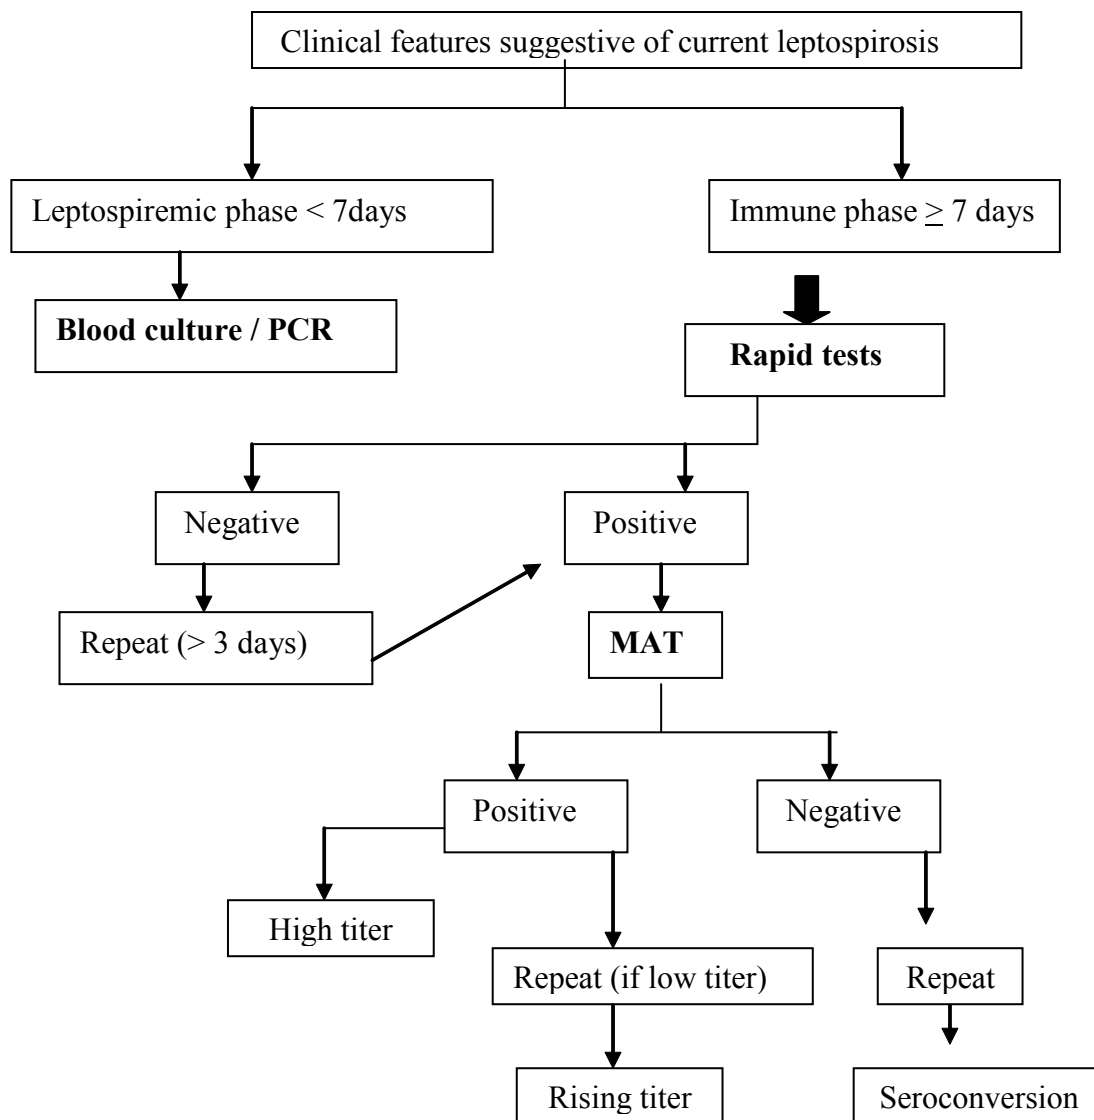 Clinical features suggestive of current leptospirosis
Leptospiremic phase < 7days
Immune phase ≥ 7 days
Blood culture / PCR
Rapid tests
Negative
Positive
Repeat (> 3 days)
MAT
Positive
Negative
High titer
Repeat (if low titer)
Repeat
Rising titer
Seroconversion